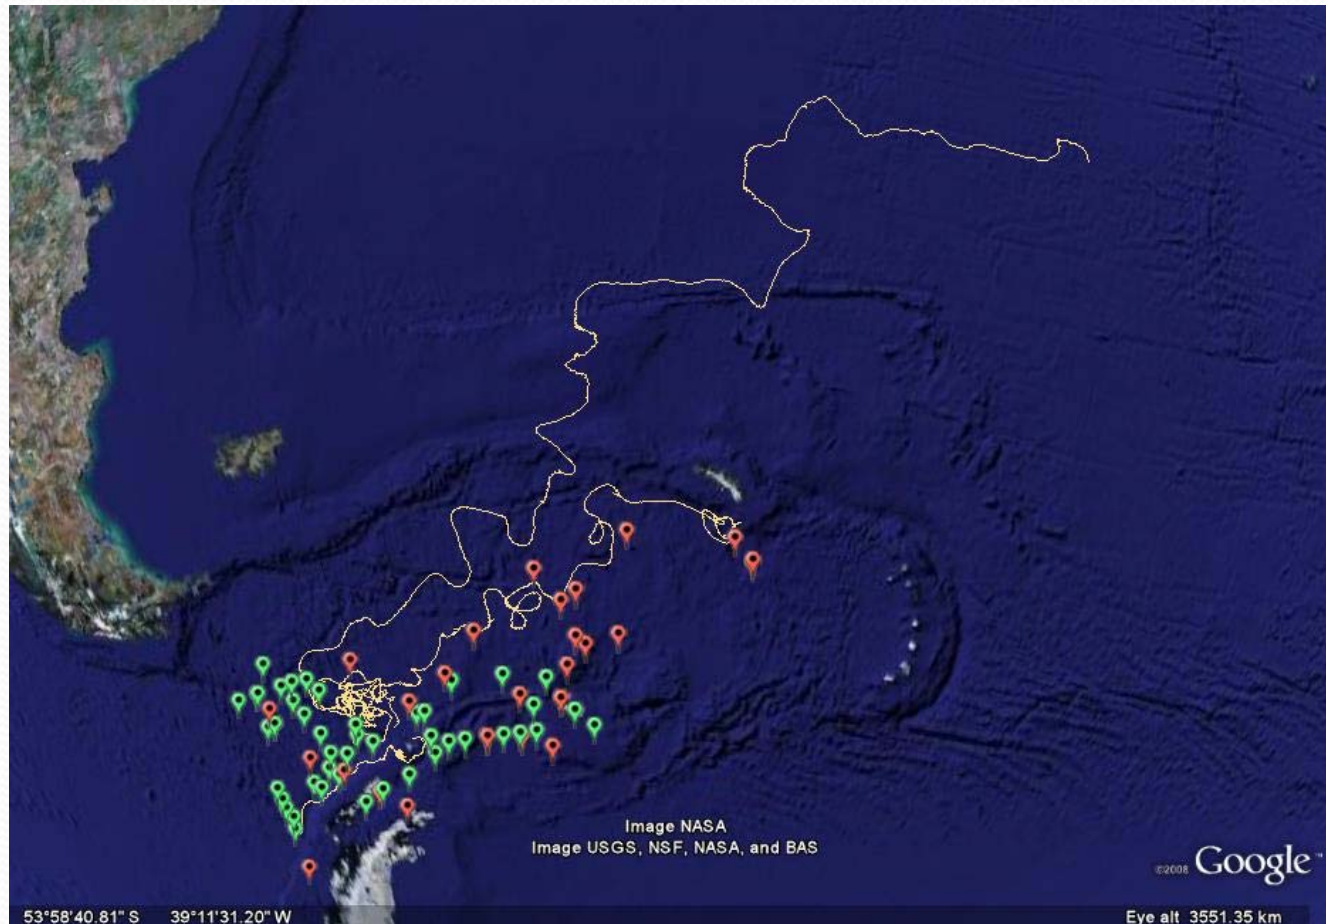 Image NASA
Image USGS, NSF, NASA, and BAS
©2008 Google™
53°58'40.81" S 39°11'31.20" W Eye alt 3551.35 km